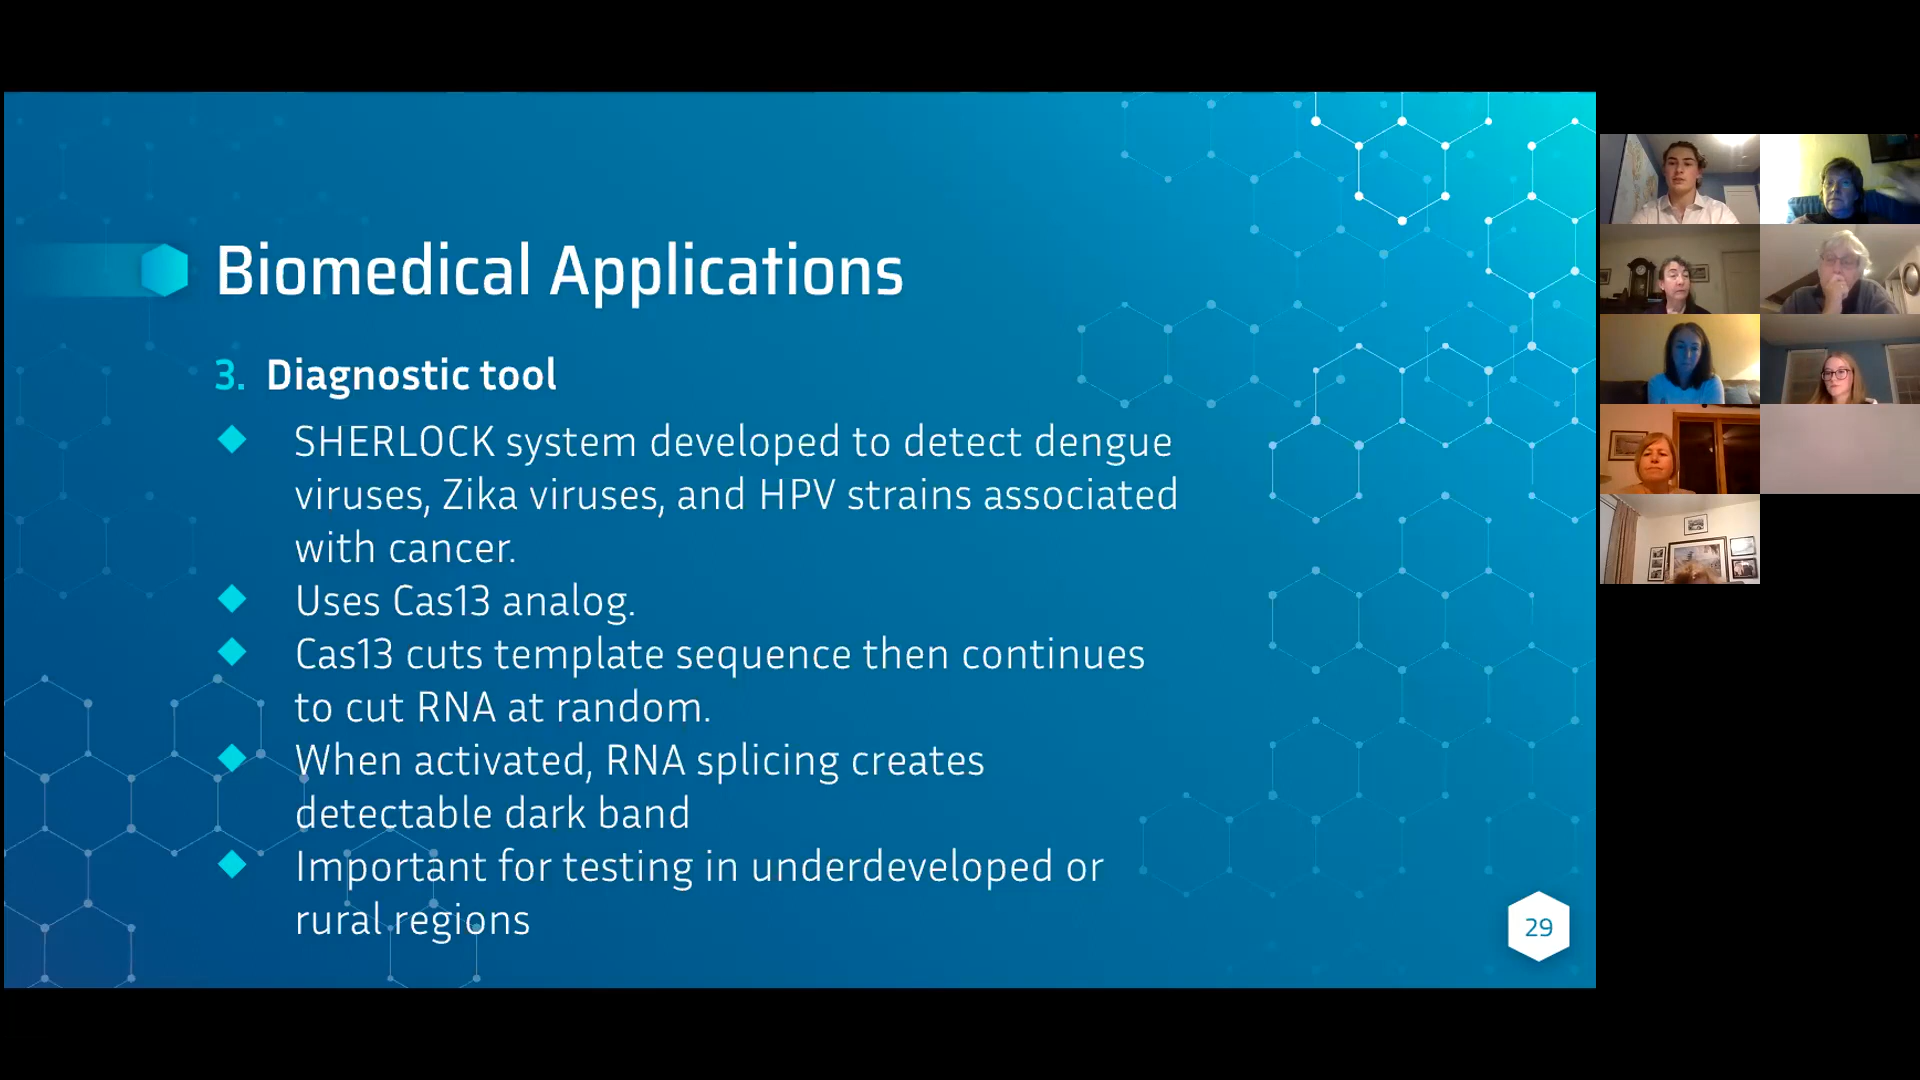 Biomedical Applications
3. Diagnostic tool
SHERLOCK system developed to detect dengue
viruses, Zika viruses, and HPV strains associated
with cancer.
Uses Cas13 analog.
Cas13 cuts template sequence then continues
to cut RNA at random.
When activated, RNA splicing creates
detectable dark band
Important for testing in underdeveloped or
rural regions
29